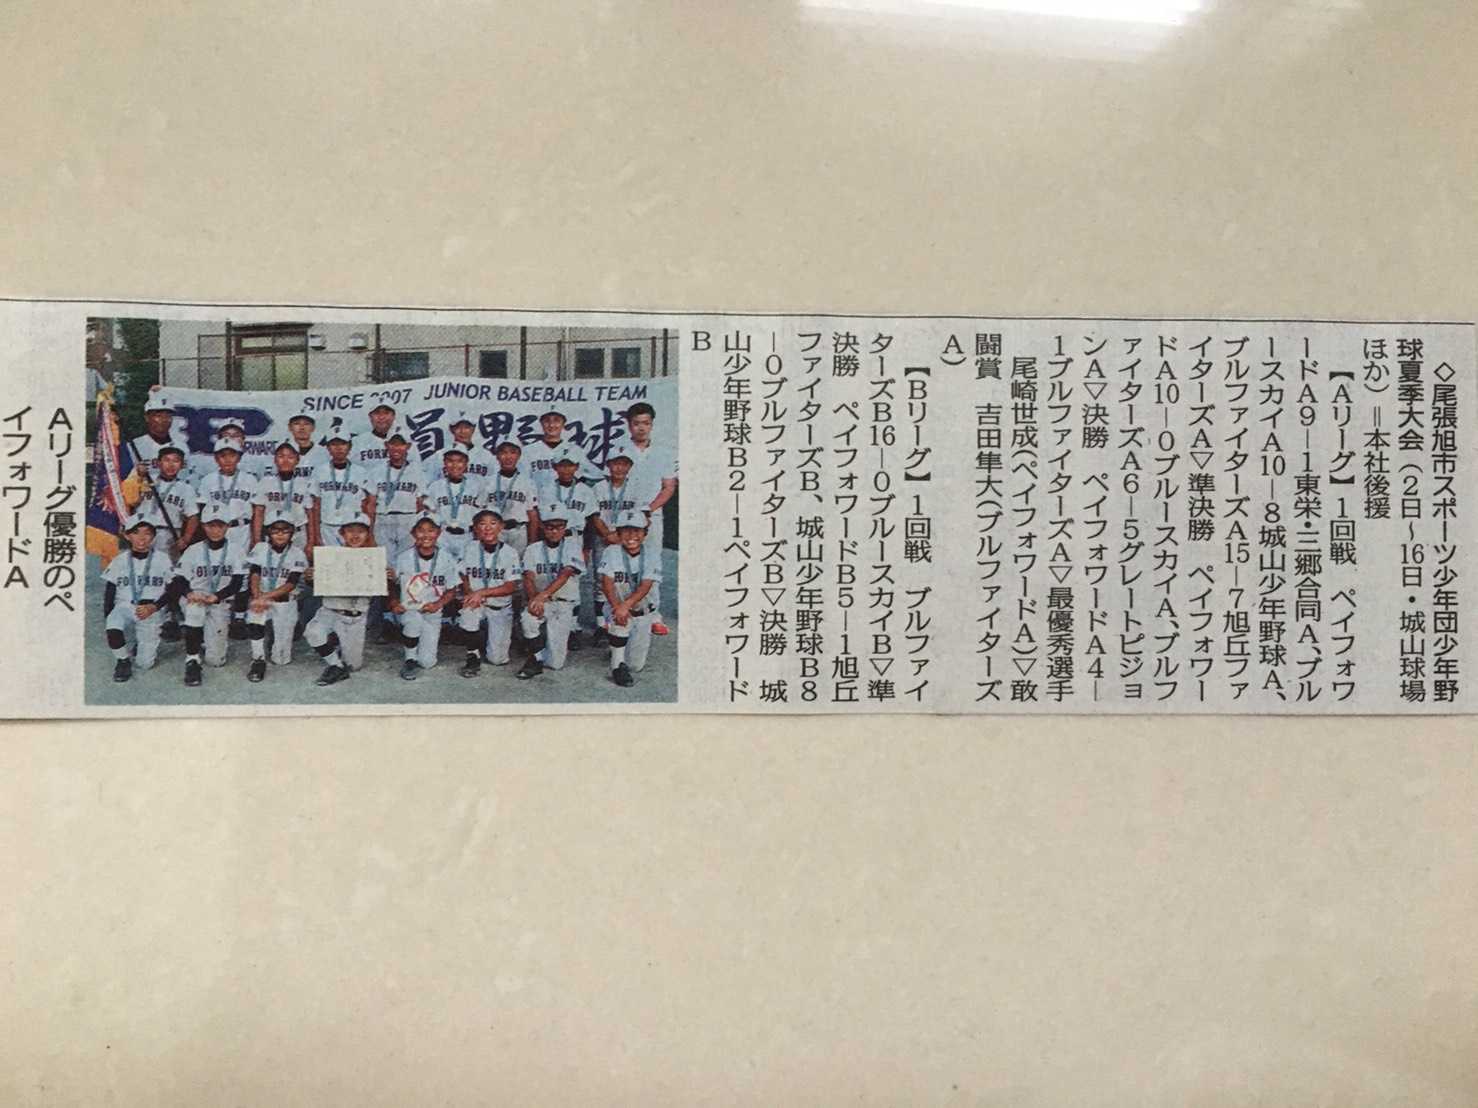 ◇尾張旭市スポーツ少年団少年野
球夏季大会（２日〜16日・城山球場
ほか）＝本社後援
【Ａリーグ】１回戦　ペイフォワ
ードＡ９−１東栄・三郷合同Ａ、ブル
ースカイＡ10−８城山少年野球Ａ、
ブルファイターズＡ15−７旭丘ファ
イターズＡ▽準決勝　ペイフォワー
ドＡ10−０ブルースカイＡ、ブルフ
ァイターズＡ６−５グレートピジョ
ンＡ▽決勝　ペイフォワードＡ４−
１ブルファイターズＡ▽最優秀選手
尾崎世成（ペイフォワードＡ）▽敢
闘賞　吉田隼大（ブルファイターズ
Ａ）
【Ｂリーグ】１回戦　ブルファイ
ターズＢ16−０ブルースカイＢ▽準
決勝　ペイフォワードＢ５−１旭丘
ファイターズＢ、城山少年野球Ｂ８
−０ブルファイターズＢ▽決勝　城
山少年野球Ｂ２−１ペイフォワード
Ｂ
SINCE 2007 JUNIOR BASEBALL TEAM
野球
FORWARD
FORWARD
FORWARD
FORWARD
FORWARD
Ａリーグ優勝のペ
イフォワードＡ